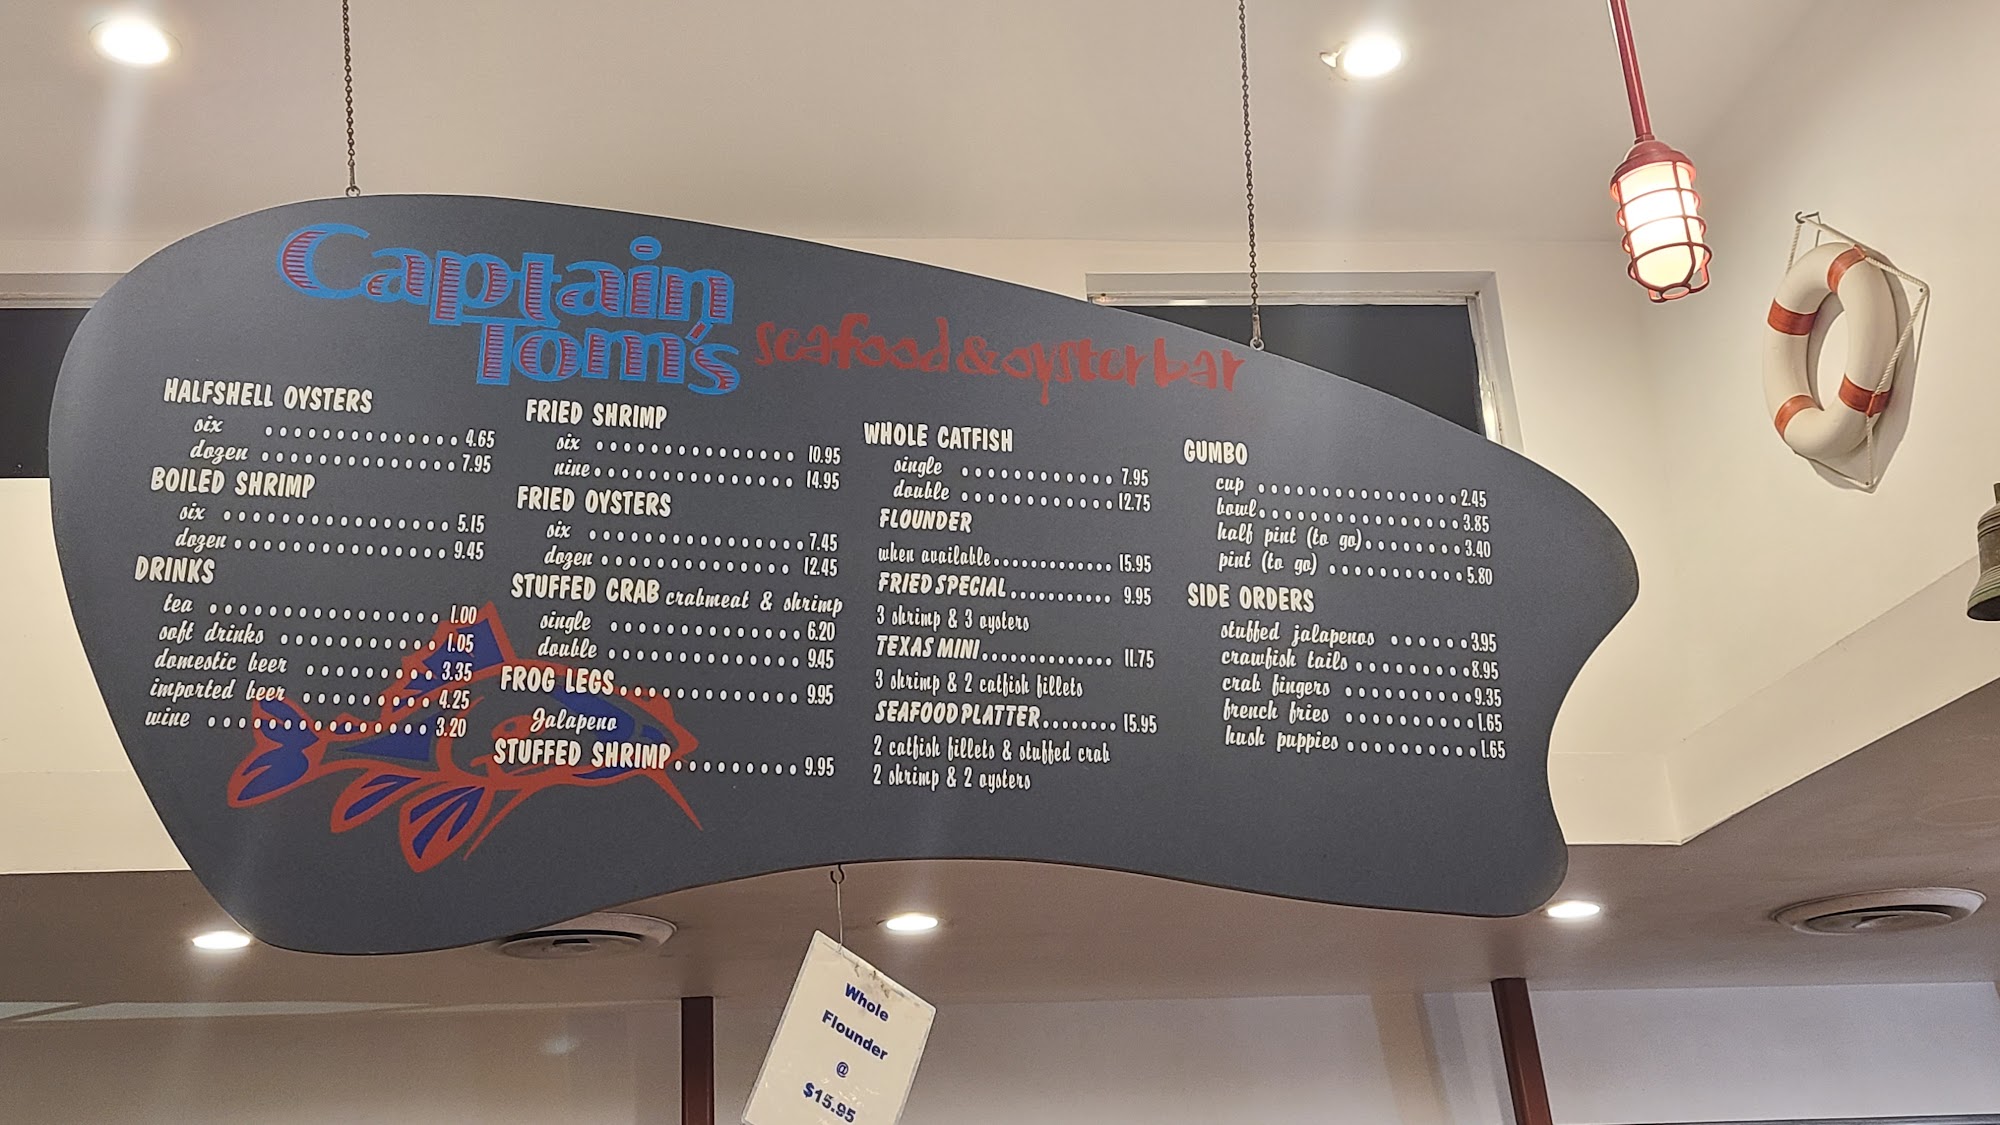 Captain
Tom's seafood & oyster bar
HALFSHELL OYSTERS
six .............. 4.65
dozen .............. 7.95
BOILED SHRIMP
six ................ 5.15
dozen ............... 9.45
DRINKS
tea ................ 1.00
soft drinks ........... 1.05
domestic beer ......... 3.35
imported beer ......... 4.25
wine ............... 3.20
FRIED SHRIMP
six .............. 10.95
nine .............. 14.95
FRIED OYSTERS
six ............... 7.45
dozen .............. 12.45
STUFFED CRAB crabmeat & shrimp
single .............. 6.20
double .............. 9.45
FROG LEGS ............. 9.95
Jalapeno
STUFFED SHRIMP ......... 9.95
WHOLE CATFISH
single ........... 7.95
double ........... 12.75
FLOUNDER
when available ............ 15.95
FRIED SPECIAL ........... 9.95
3 shrimp & 3 oysters
TEXAS MINI ............. 11.75
3 shrimp & 2 catfish fillets
SEAFOOD PLATTER ........ 15.95
2 catfish fillets & stuffed crab
2 shrimp & 2 oysters
GUMBO
cup ................ 2.45
bowl ................ 3.85
half pint (to go) ........ 3.40
pint (to go) ........... 5.80
SIDE ORDERS
stuffed jalapenos ...... 3.95
crawfish tails ......... 8.95
crab fingers .......... 9.35
french fries .......... 1.65
hush puppies .......... 1.65
Whole
Flounder
@
$15.95